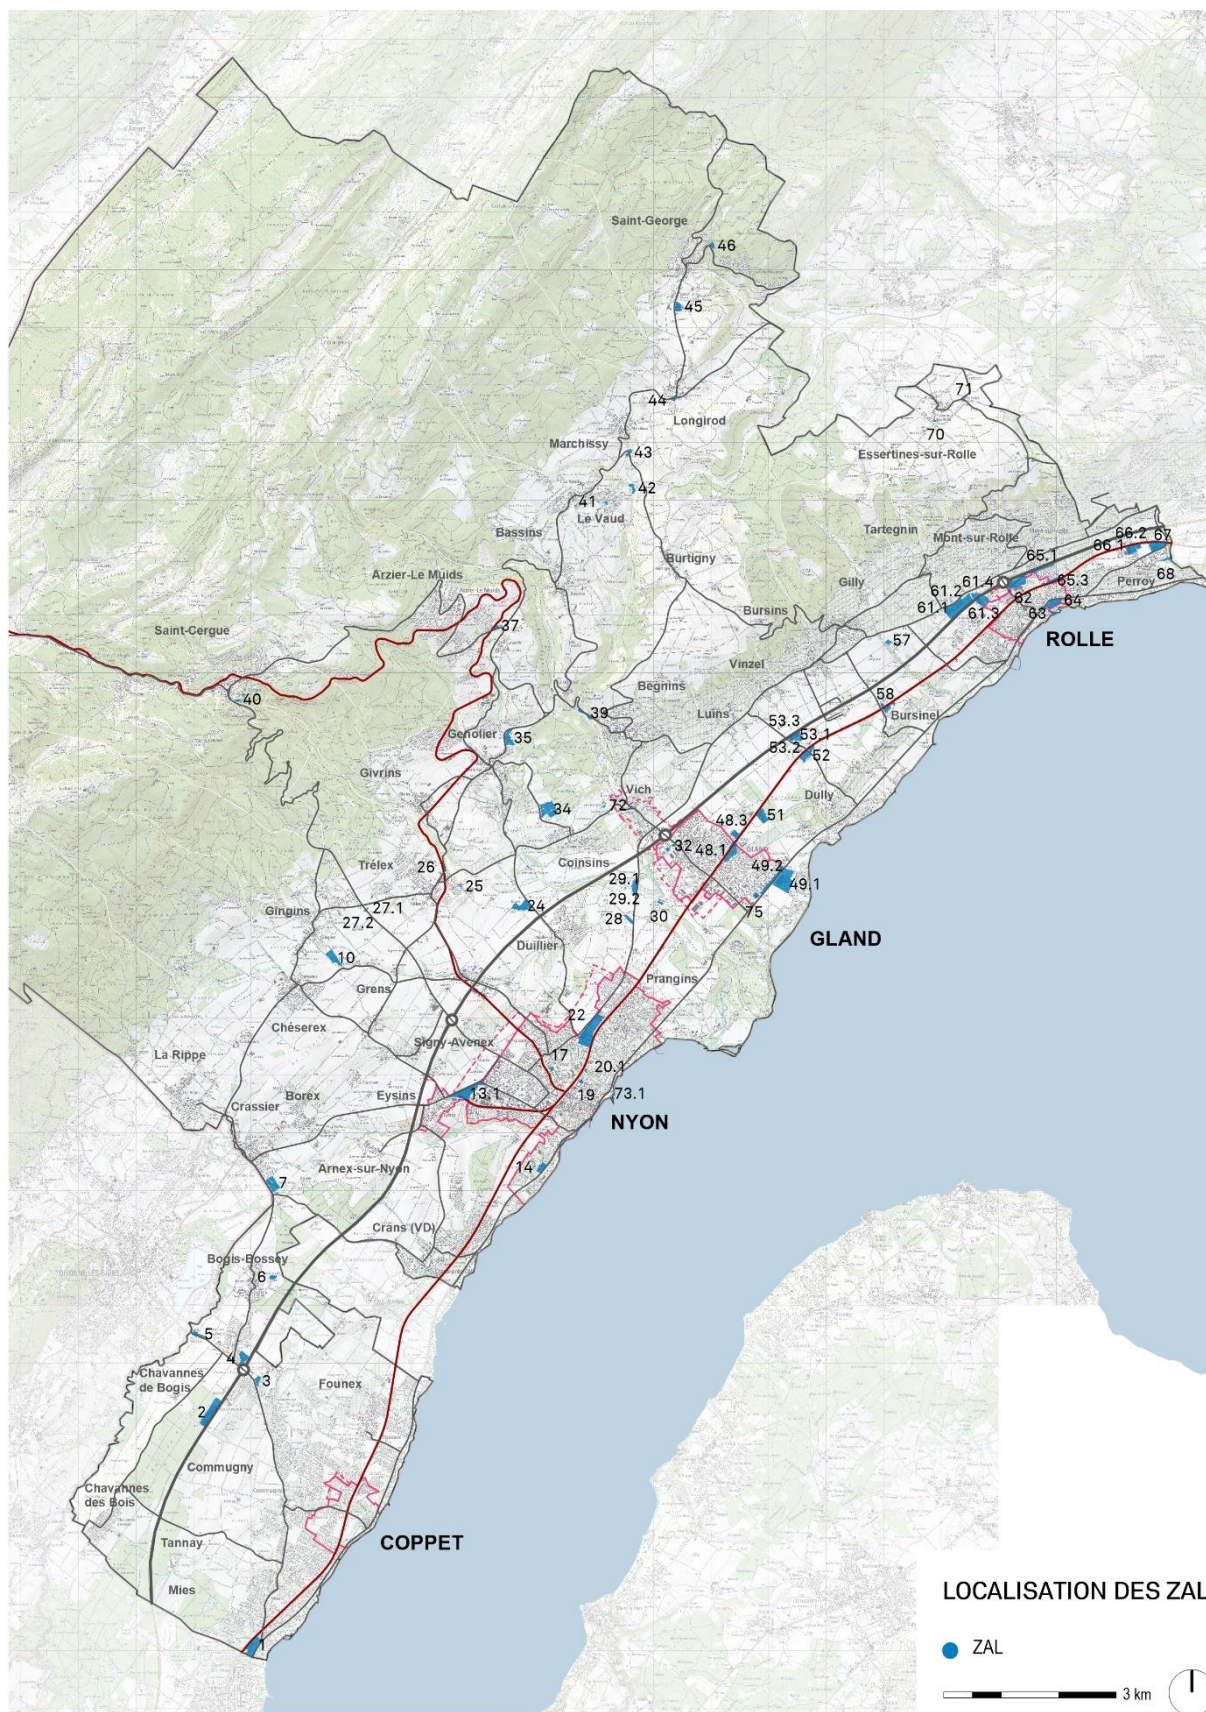 Saint-George
46
45
71
44
Longirod
70
Marchissy
43
Essertines-sur-Rolle
42
41
Le Vaud
Bassins
Tartegnin
Mont-sur-Rolle
66.2
67
66.1
Burtigny
65.1
68
Arzier-Le Muids
Gilly
61.4
65.3
Perroy
61.2
62
64
61.1
61.3
63
Bursins
37
Saint-Cergue
57
ROLLE
Vinzel
Begnins
40
39
Luins
58
Bursinel
53.3
53.1
Genolier
35
53.2
52
Givrins
Vich
Dully
72
34
51
48.3
32
48.1
Trélex
26
Coinsins
49.2
25
29.1
49.1
27.1
29.2
24
75
Gingins
27.2
28
30
GLAND
Duillier
10
Prangins
Grens
22
Chéserex
Signy-Avenex
La Rippe
17
20.1
Borex
Eysins
13.1
19
73.1
Crassier
NYON
Arnex-sur-Nyon
14
7
Crans (VD)
Bogis-Bossey
6
5
4
Chavannes
de Bogis
3
Founex
2
Commugny
Chavannes
des Bois
COPPET
Tannay
Mies
1
LOCALISATION DES ZAL
ZAL
3 km